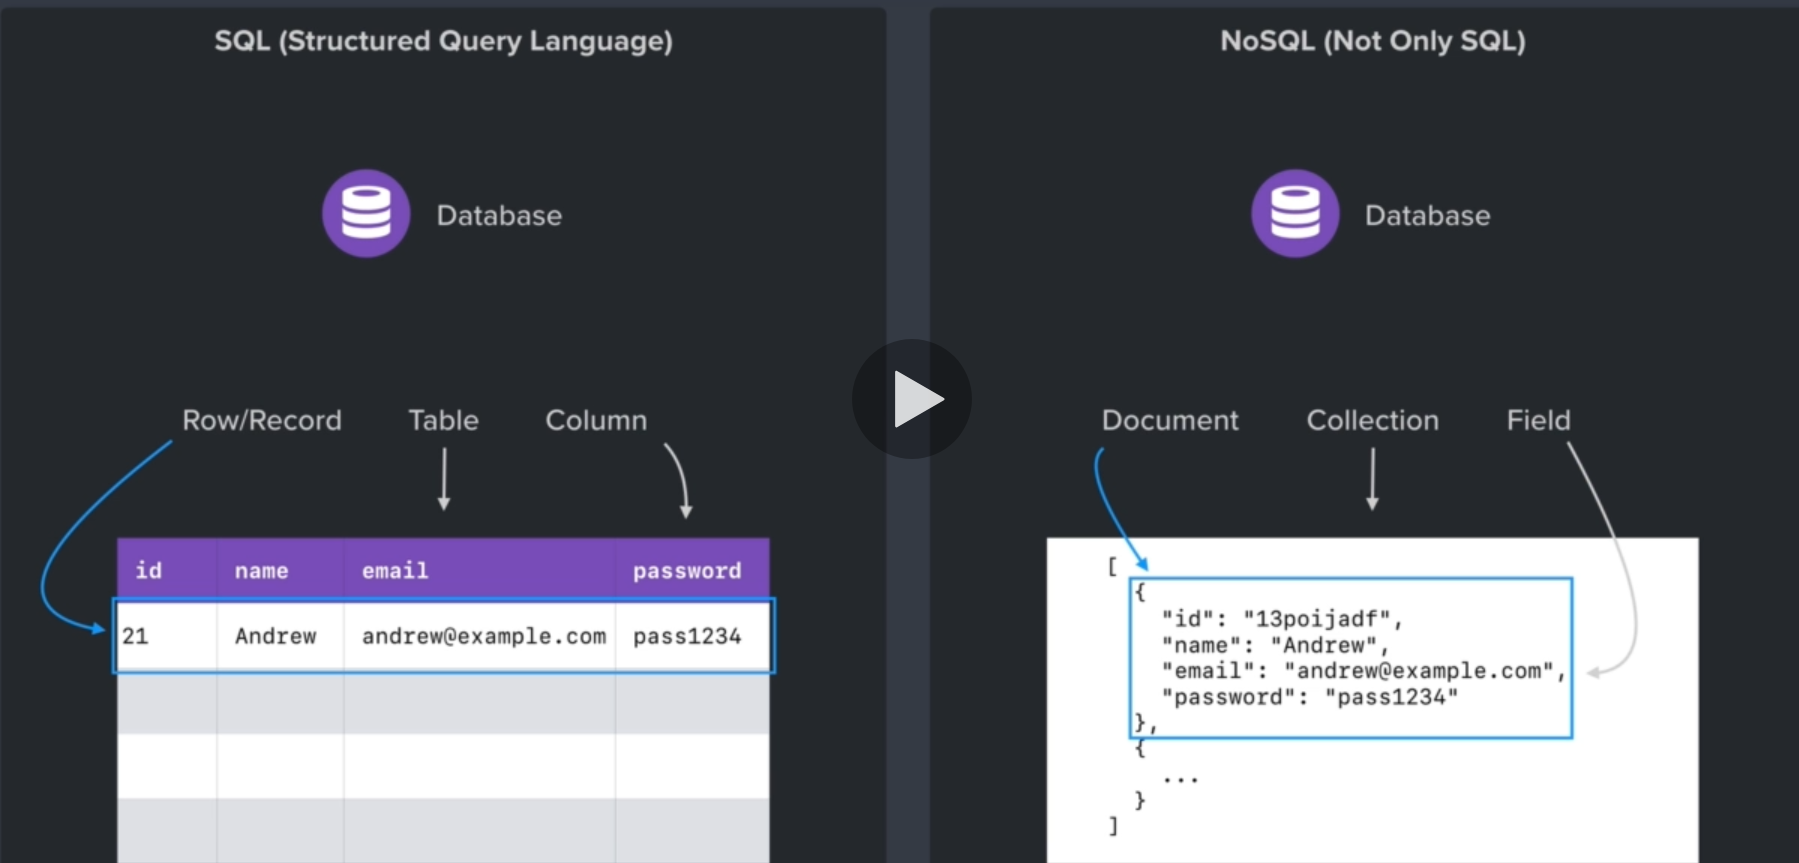 SQL (Structured Query Language)
Database
Row/Record
Table
Column
id name email password
21 Andrew andrew@example.com pass1234
NoSQL (Not Only SQL)
Database
Document
Collection
Field
[
{
"id": "13poijadf",
"name": "Andrew",
"email": "andrew@example.com",
"password": "pass1234"
},
{
...
}
]